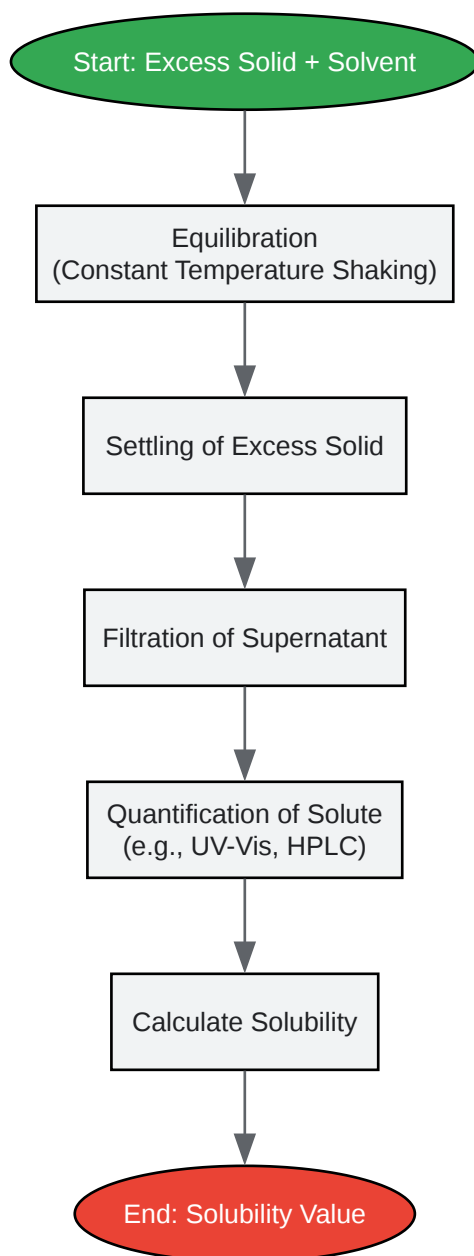 Start: Excess Solid + Solvent
Equilibration
(Constant Temperature Shaking)
Settling of Excess Solid
Filtration of Supernatant
Quantification of Solute
(e.g., UV-Vis, HPLC)
Calculate Solubility
End: Solubility Value